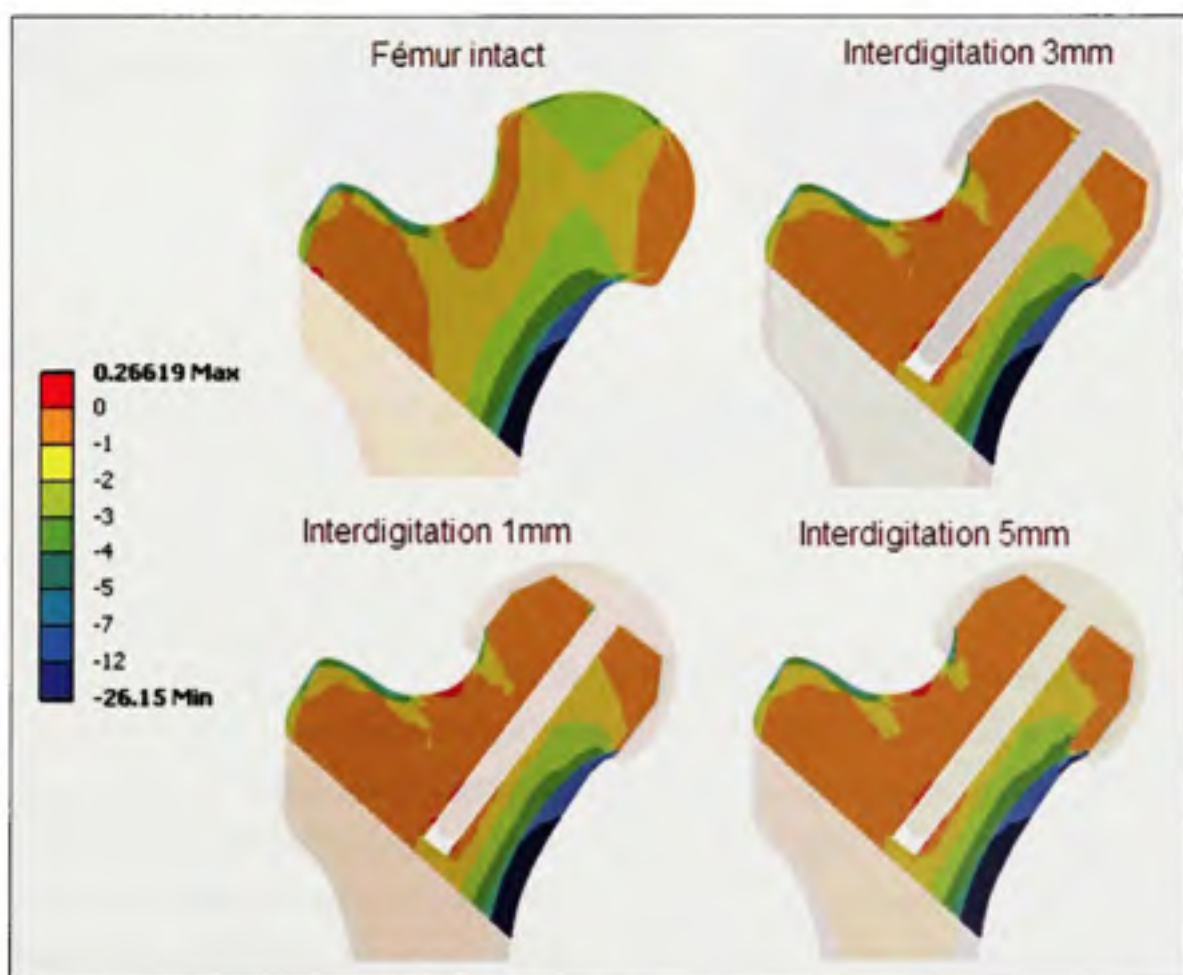 Fémur intact
Interdigitation 3mm
0.26619 Max
0
-1
-2
-3
-4
-5
-7
-12
-26.15 Min
Interdigitation 1mm
Interdigitation 5mm